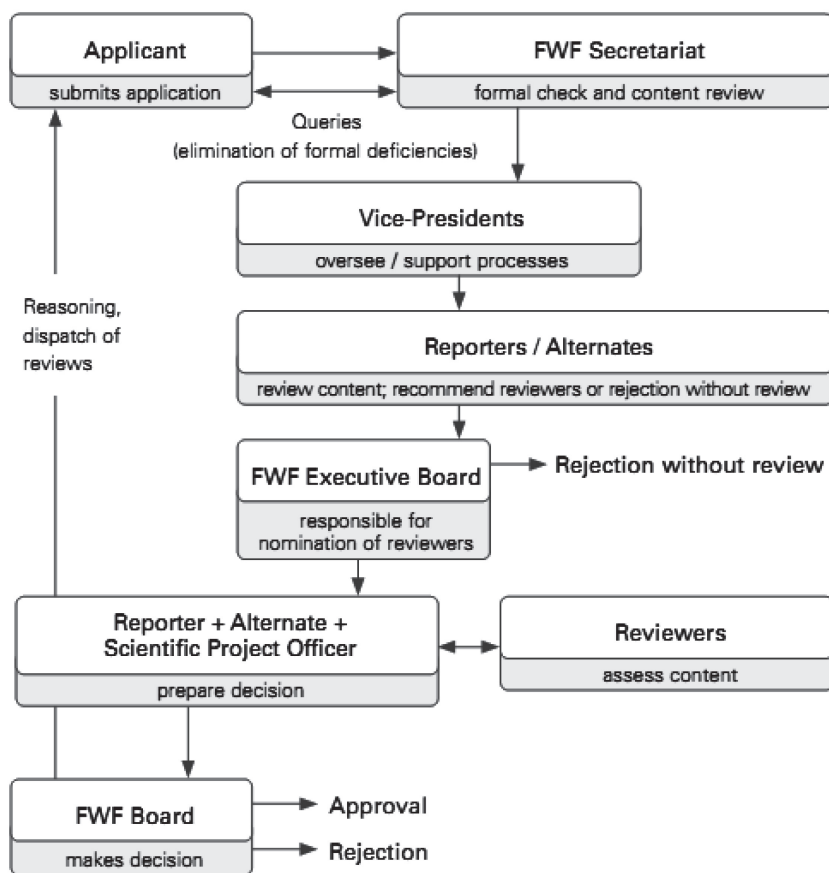 Applicant
submits application
FWF Secretariat
formal check and content review
Queries
(elimination of formal deficiencies)
Vice-Presidents
oversee / support processes
Reasoning,
dispatch of
reviews
Reporters / Alternates
review content; recommend reviewers or rejection without review
FWF Executive Board
responsible for
nomination of reviewers
Rejection without review
Reporter + Alternate +
Scientific Project Officer
prepare decision
Reviewers
assess content
FWF Board
makes decision
Approval
Rejection